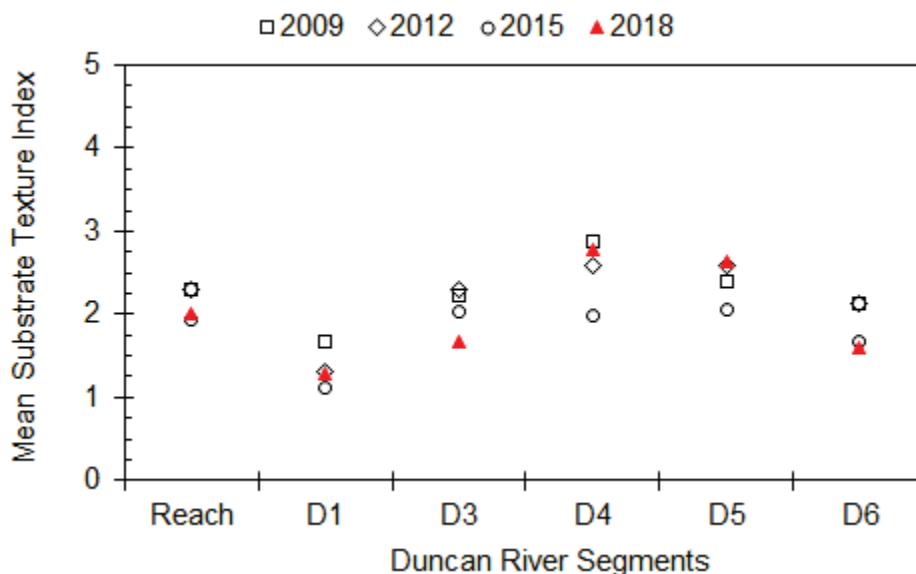 2009 2012 2015 2018
Mean Substrate Texture Index
5
4
3
2
1
0
Reach D1 D3 D4 D5 D6
Duncan River Segments